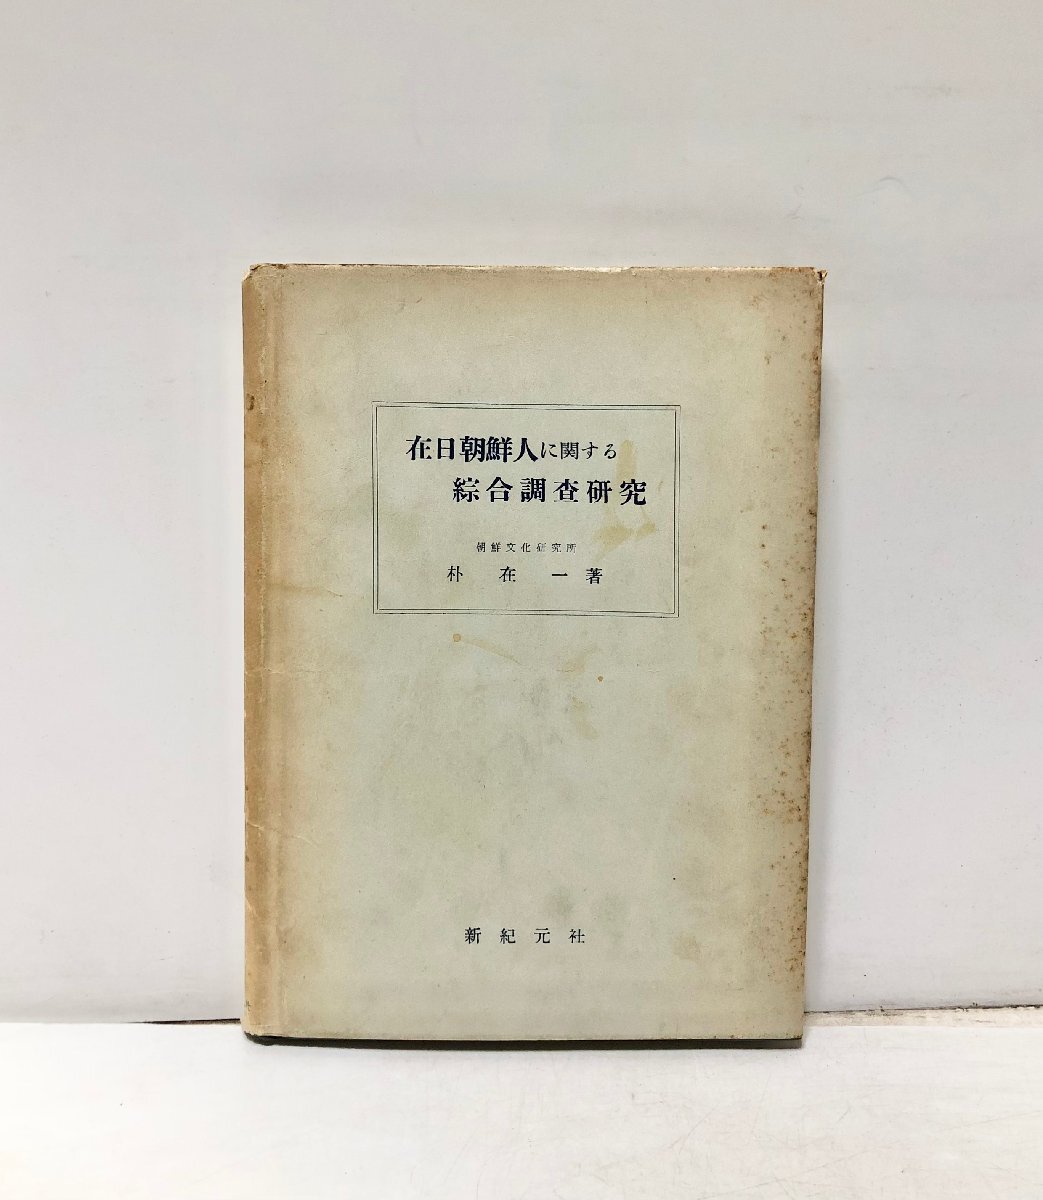 在日朝鮮人に関する
綜合調査研究
朝鮮文化研究所
朴在一著
新紀元社